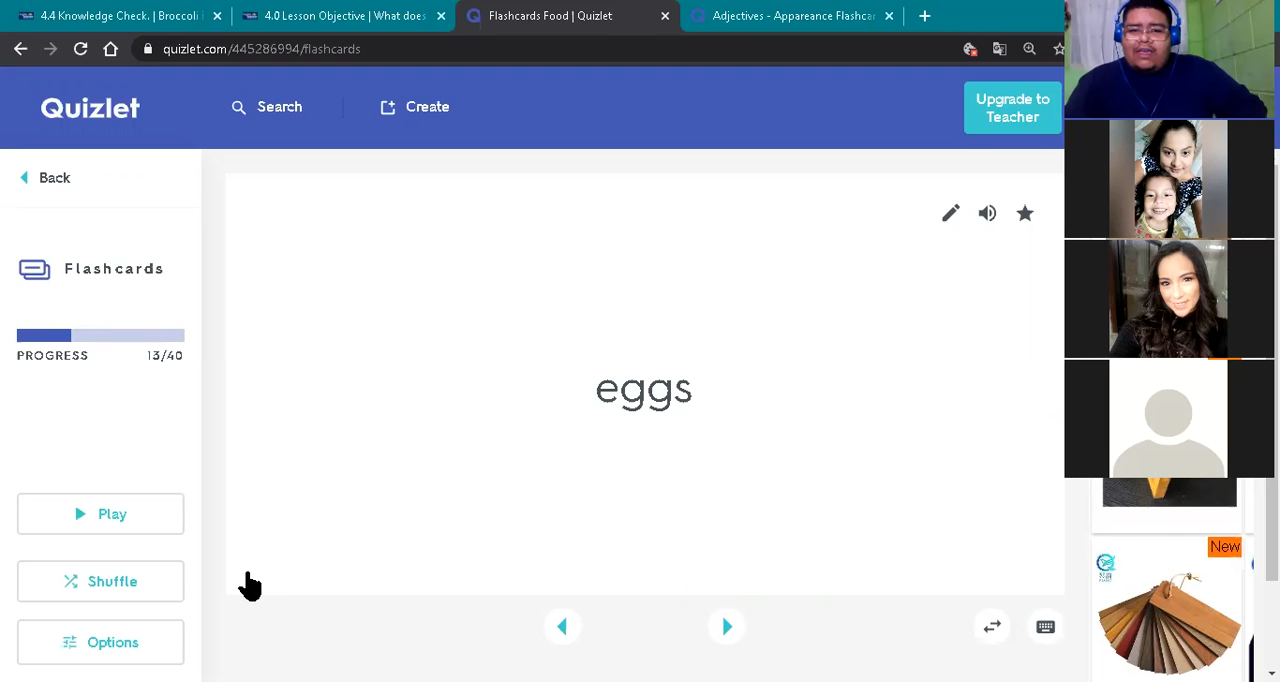 4.4 Knowledge Check. | Broccoli
4.0 Lesson Objective | What does
Flashcards Food | Quizlet
Adjectives - Appareance Flashcar
quizlet.com/445286994/flashcards
Quizlet
Search
Create
Upgrade to
Teacher
Back
Flashcards
PROGRESS 13/40
eggs
Play
Shuffle
Options
New